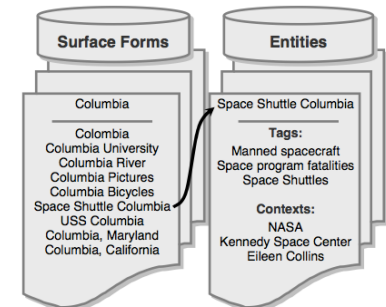 Surface Forms
Columbia
Colombia
Columbia University
Columbia River
Columbia Pictures
Columbia Bicycles
Space Shuttle Columbia
USS Columbia
Columbia, Maryland
Columbia, California
Entities
Space Shuttle Columbia
Tags:
Manned spacecraft
Space program fatalities
Space Shuttles
Contexts:
NASA
Kennedy Space Center
Eileen Collins